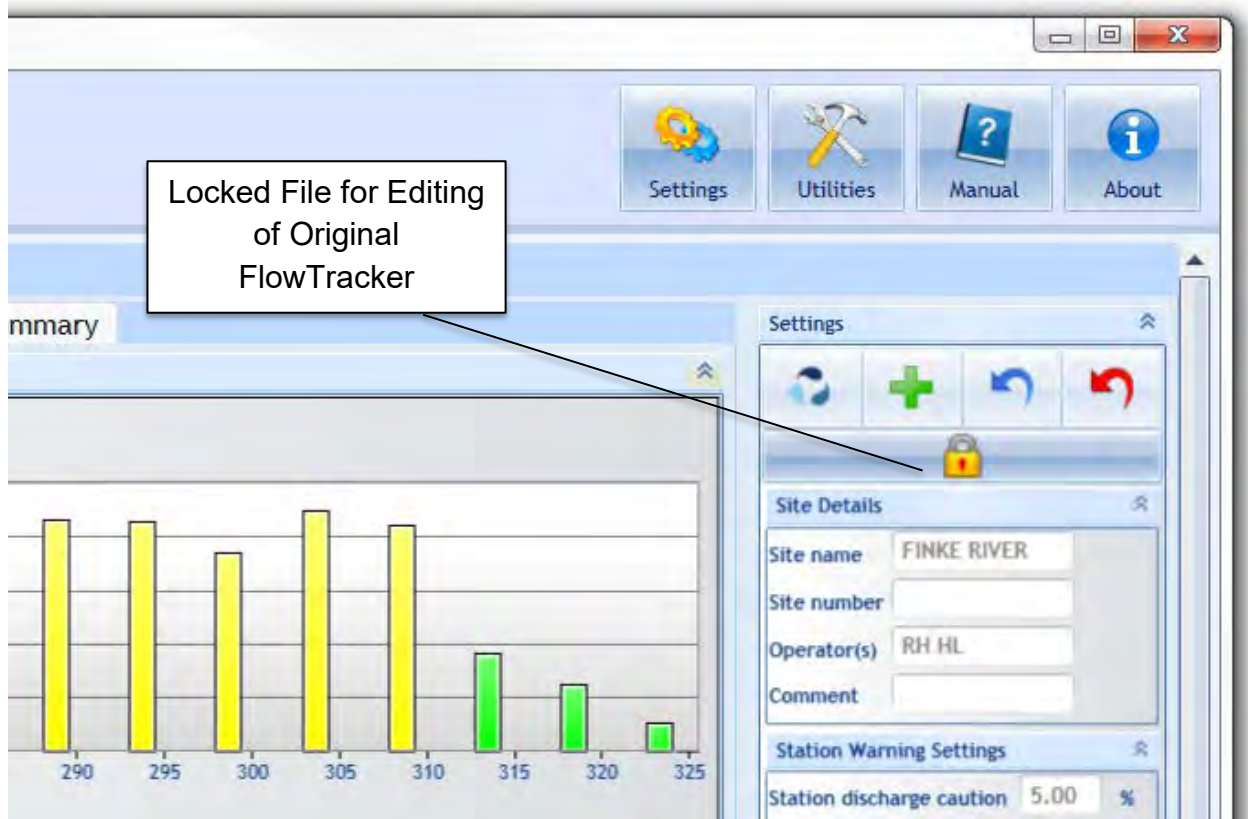 Settings
Utilities
Manual
About
Locked File for Editing
of Original
FlowTracker
mmary
Settings
Site Details
Site name FINKE RIVER
Site number
Operator(s) RH HL
Comment
Station Warning Settings
Station discharge caution 5.00 %
290 295 300 305 310 315 320 325